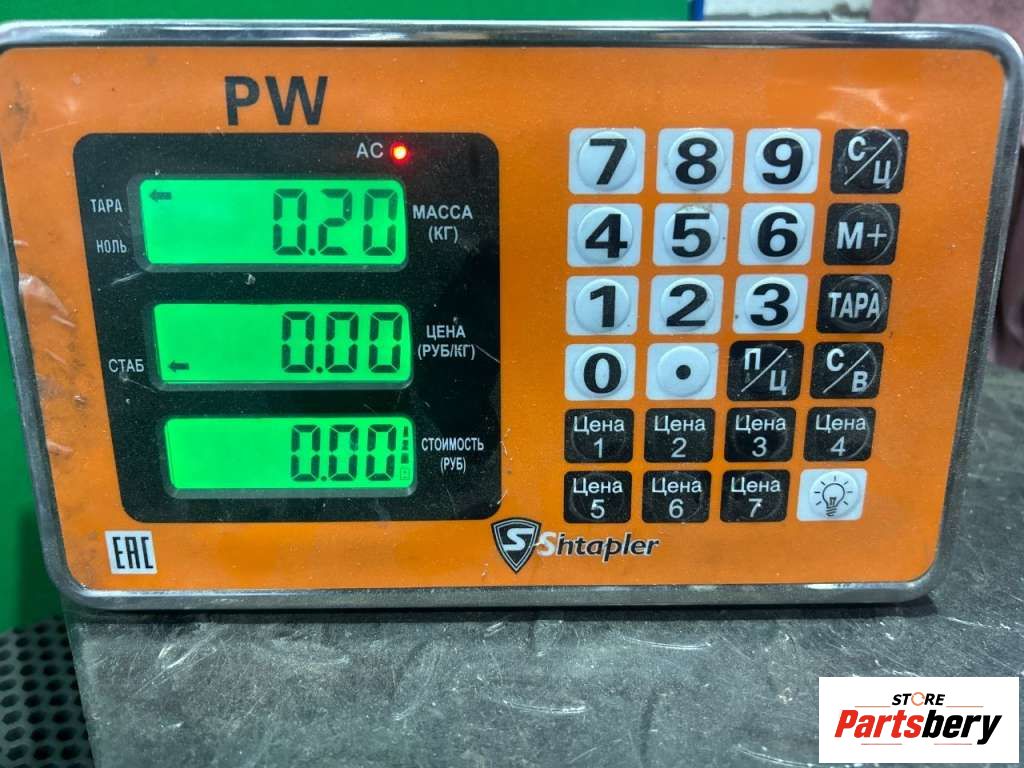 PW
AC
ТАРА
НОЛЬ
0.20
МАССА
(КГ)
СТАБ
0.00
ЦЕНА
(РУБ/КГ)
0.00
СТОИМОСТЬ
(РУБ)
7 8 9 С/Ц
4 5 6 М+
1 2 3 ТАРА
0 • П/Ц С/В
Цена 1 Цена 2 Цена 3 Цена 4
Цена 5 Цена 6 Цена 7
EAC
S Shtapler
STORE
Partsbery